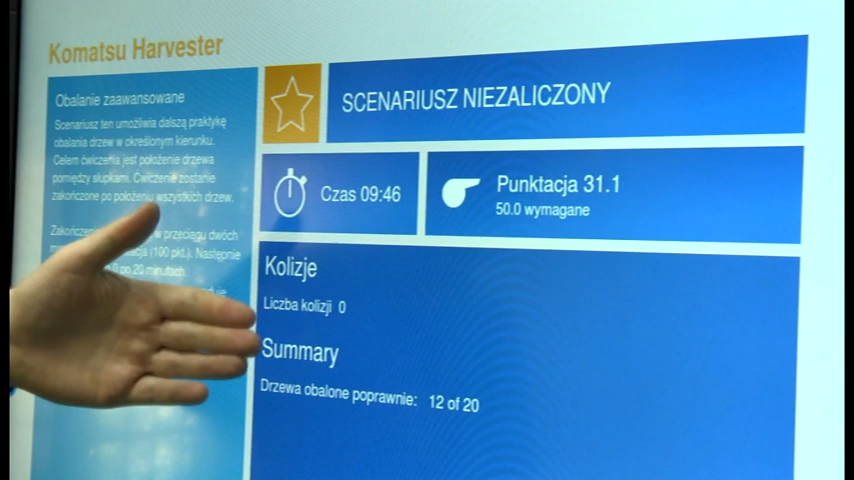 Komatsu Harvester
Obalanie zaawansowane
Scenariusz ten umożliwia dalszą praktykę
obalania drzew w określonym kierunku.
Celem ćwiczenia jest położenie drzewa
pomiędzy słupkami. Ćwiczenie zostanie
zakończone po położeniu wszystkich drzew.
w przeciągu dwóch
(100 pkt.). Następnie
0 po 20 minutach.
SCENARIUSZ NIEZALICZONY
Czas 09:46
Punktacja 31.1
50.0 wymagane
Kolizje
Liczba kolizji 0
Summary
Drzewa obalone poprawnie: 12 of 20